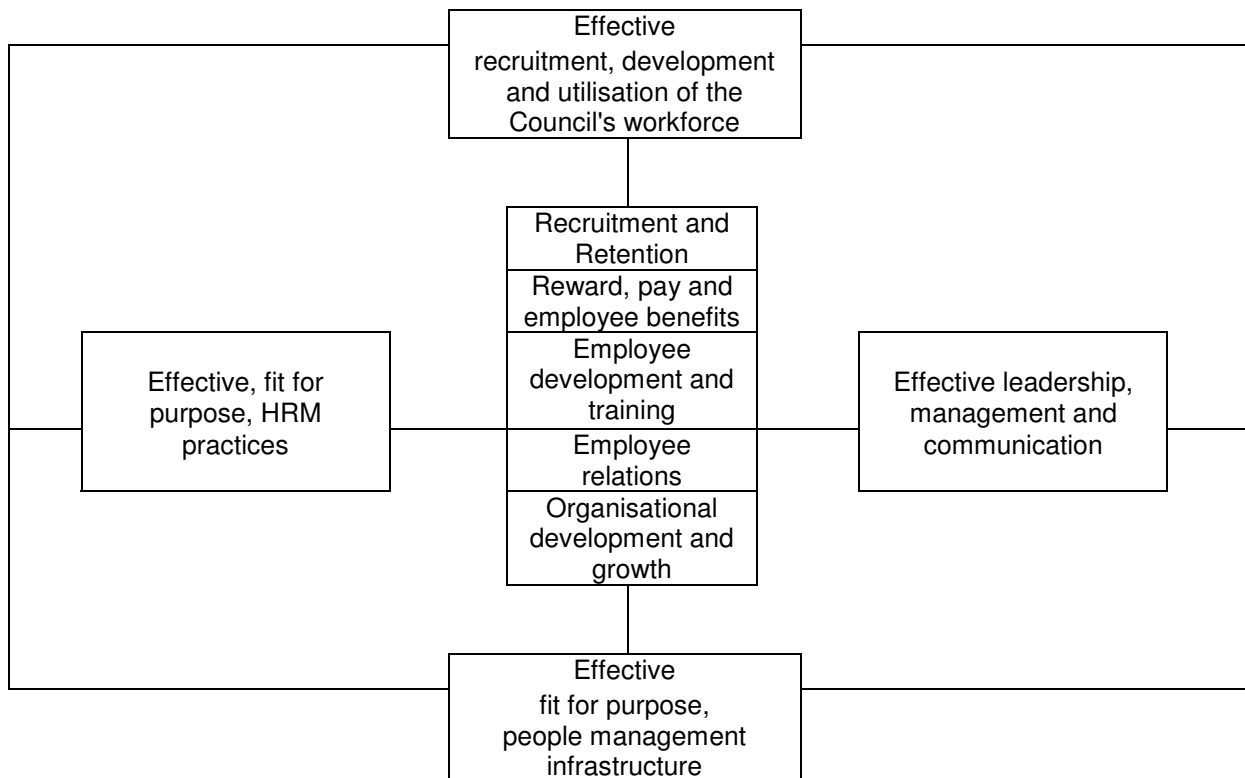 Effective
recruitment, development
and utilisation of the
Council's workforce
Recruitment and
Retention
Reward, pay and
employee benefits
Employee
development and
training
Employee
relations
Organisational
development and
growth
Effective, fit for
purpose, HRM
practices
Effective leadership,
management and
communication
Effective
fit for purpose,
people management
infrastructure